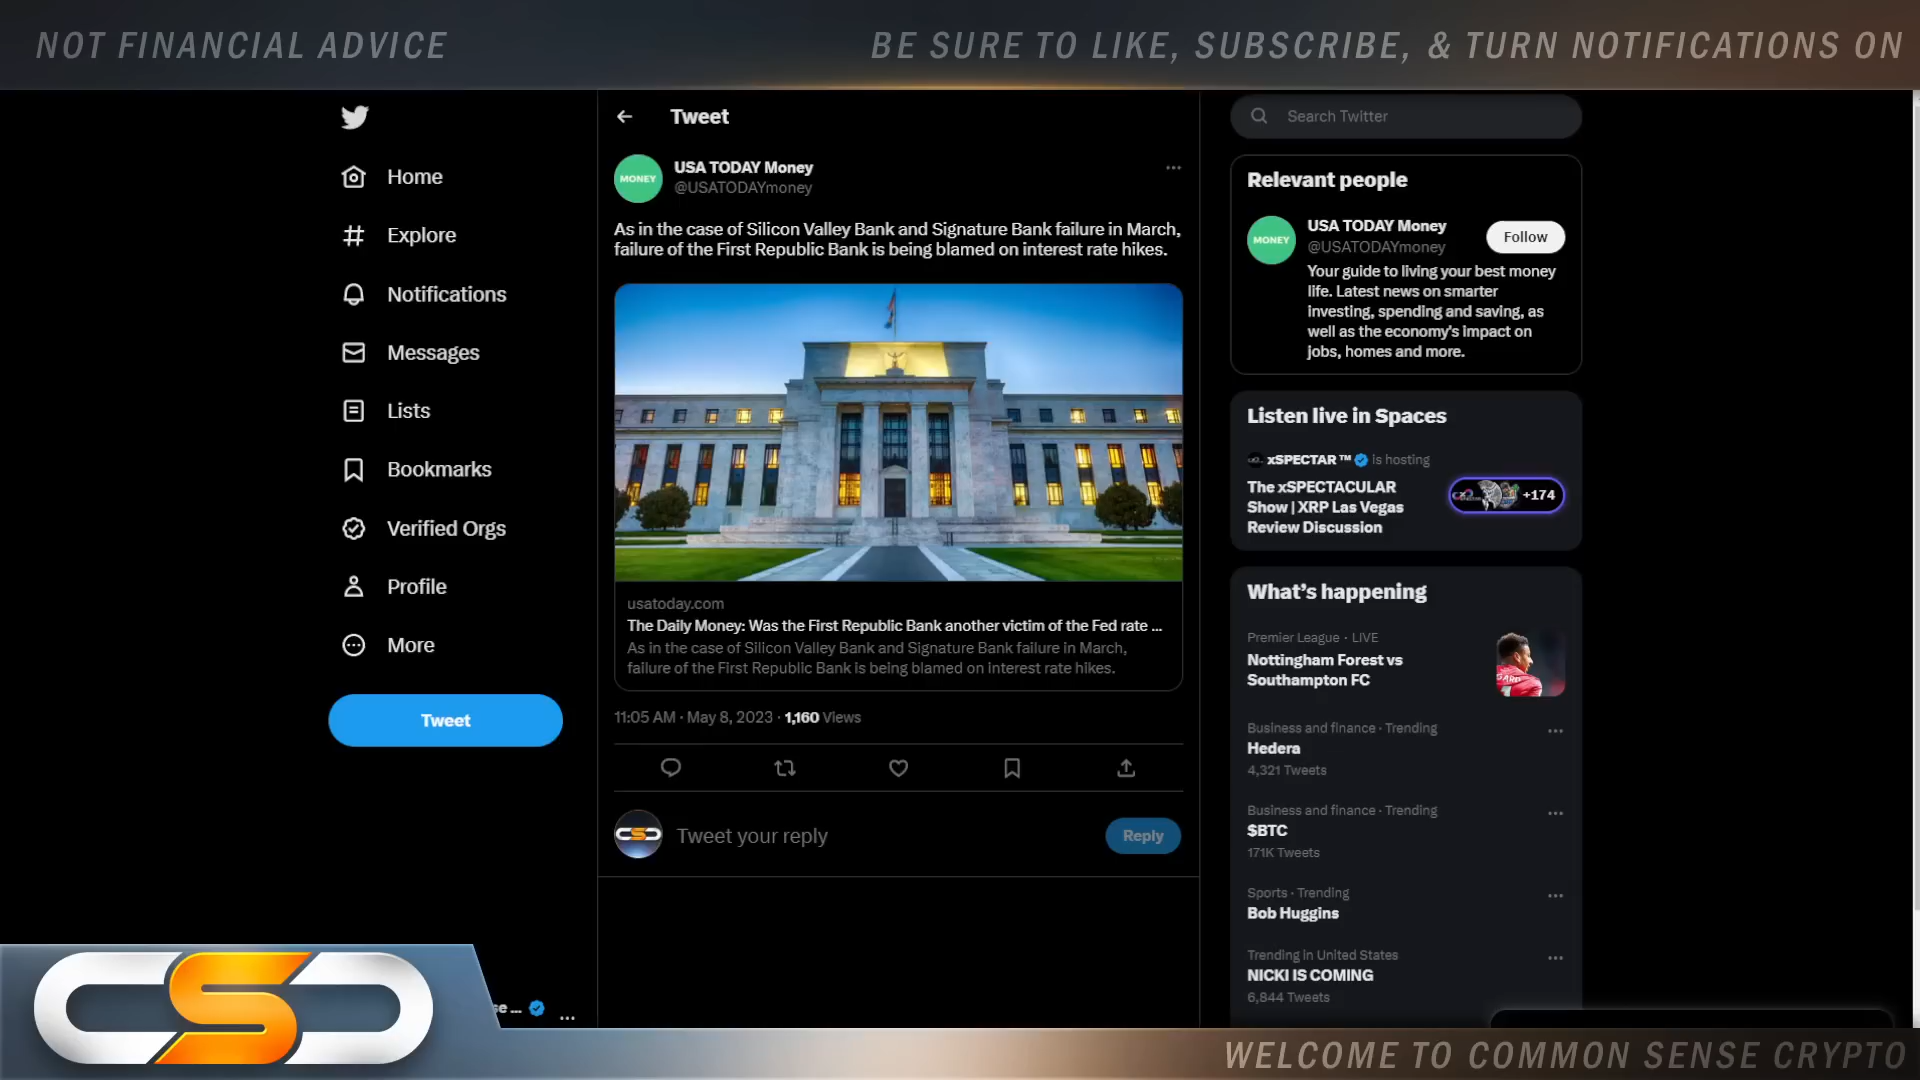 NOT FINANCIAL ADVICE
BE SURE TO LIKE, SUBSCRIBE, & TURN NOTIFICATIONS ON
Home
Explore
Notifications
Messages
Lists
Bookmarks
Verified Orgs
Profile
More
Tweet
se ...
Tweet
MONEY
USA TODAY Money
@USATODAYmoney
As in the case of Silicon Valley Bank and Signature Bank failure in March,
failure of the First Republic Bank is being blamed on interest rate hikes.
usatoday.com
The Daily Money: Was the First Republic Bank another victim of the Fed rate ...
As in the case of Silicon Valley Bank and Signature Bank failure in March,
failure of the First Republic Bank is being blamed on interest rate hikes.
11:05 AM · May 8, 2023 · 1,160 Views
CSC
Tweet your reply
Reply
Search Twitter
Relevant people
MONEY
USA TODAY Money
@USATODAYmoney
Follow
Your guide to living your best money
life. Latest news on smarter
investing, spending and saving, as
well as the economy's impact on
jobs, homes and more.
Listen live in Spaces
xSPECTAR ™ is hosting
The xSPECTACULAR
Show | XRP Las Vegas
Review Discussion
+174
What's happening
Premier League · LIVE
Nottingham Forest vs
Southampton FC
Business and finance · Trending
Hedera
4,321 Tweets
Business and finance · Trending
$BTC
171K Tweets
Sports · Trending
Bob Huggins
Trending in United States
NICKI IS COMING
6,844 Tweets
CSC
WELCOME TO COMMON SENSE CRYPTO